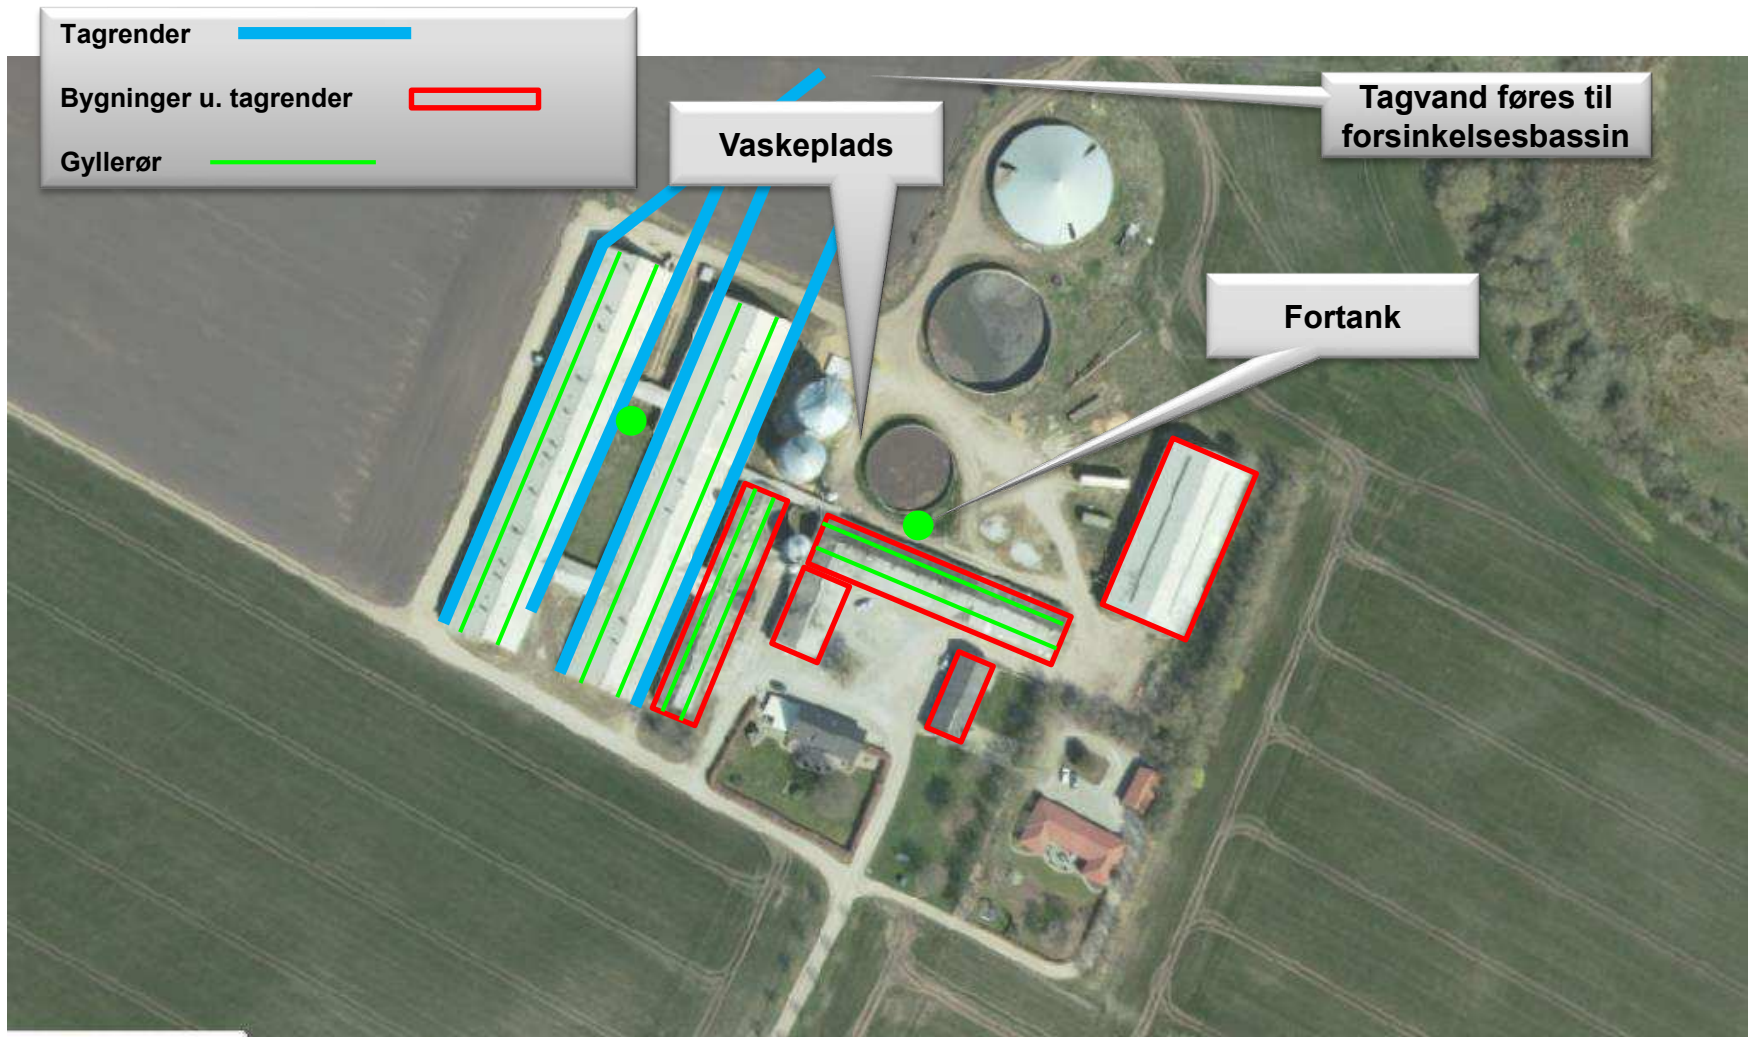 Tagrender
Bygninger u. tagrender
Gyllerør
Vaskeplads
Tagvand føres til
forsinkelsesbassin
Fortank